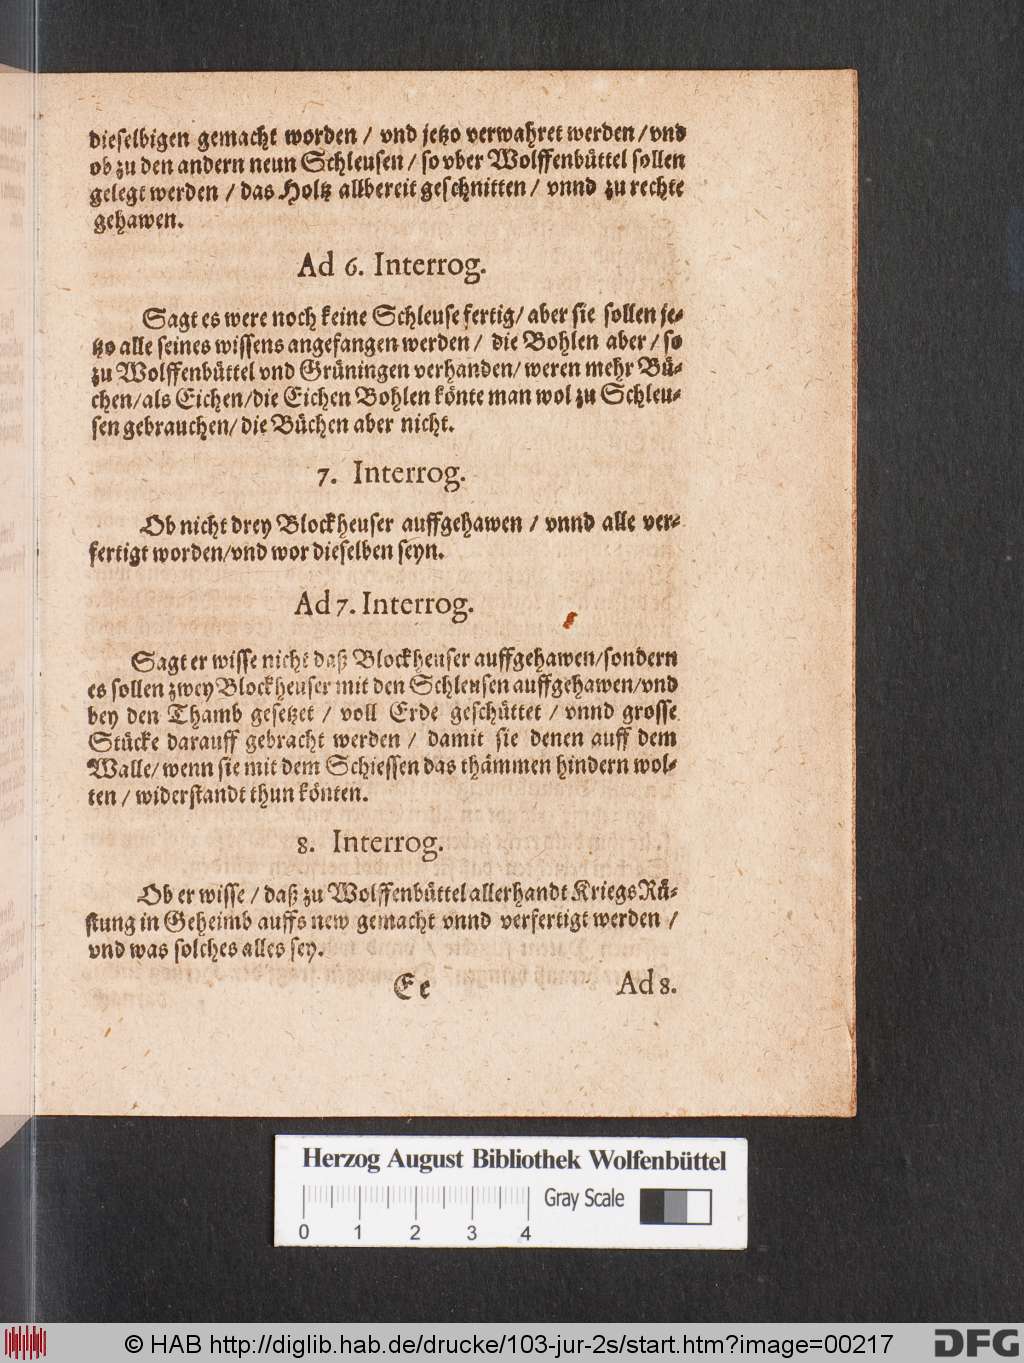 dieselbigen gemacht worden / vnd jetzo verwahret werden / vnd
ob zu den andern neun Schleusen / so vber Wolffenbüttel sollen
gelegt werden / das Holtz allbereit geschnitten / vnnd zu rechte
gehawen.
Ad 6. Interrog.
Sagt es were noch keine Schleuse fertig / aber sie sollen je-
tzo alle seines wissens angefangen werden / die Bohlen aber / so
zu Wolffenbüttel vnd Grüningen verhanden / weren mehr Bü-
chen / als Eichen / die Eichen Bohlen könte man wol zu Schleu-
sen gebrauchen / die Büchen aber nicht.
7. Interrog.
Ob nicht drey Blockheuser auffgehawen / vnnd alle ver-
fertigt worden / vnd wor dieselben seyn.
Ad 7. Interrog.
Sagt er wisse nicht daß Blockheuser auffgehawen / sondern
es sollen zwey Blockheuser mit den Schleusen auffgehawen / vnd
bey den Thamb gesetzet / voll Erde geschüttet / vnnd grosse
Stücke darauff gebracht werden / damit sie denen auff dem
Walle / wenn sie mit dem Schiessen das thämmen hindern wol-
ten / widerstandt thun könten.
8. Interrog.
Ob er wisse / daß zu Wolffenbüttel allerhandt Kriegs Rü-
stung in Geheimb auffs new gemacht vnnd verfertigt werden /
vnd was solches alles sey.
Ee Ad 8.
Herzog August Bibliothek Wolfenbüttel
Gray Scale
0 1 2 3 4
© HAB http://diglib.hab.de/drucke/103-jur-2s/start.htm?image=00217
DFG